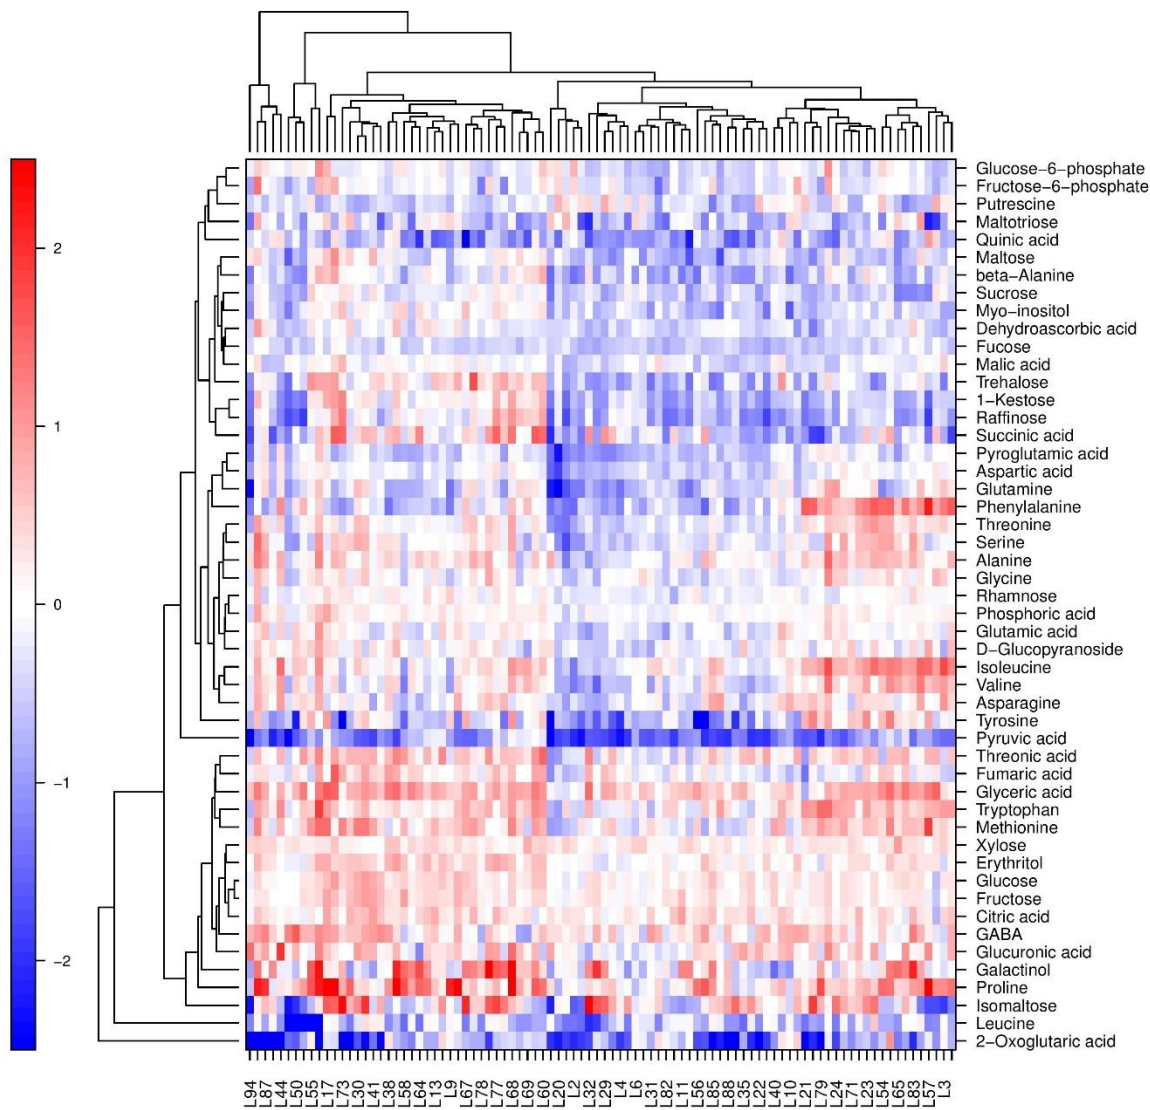 2
1
0
−1
−2
Glucose−6−phosphate
Fructose−6−phosphate
Putrescine
Maltotriose
Quinic acid
Maltose
beta−Alanine
Sucrose
Myo−inositol
Dehydroascorbic acid
Fucose
Malic acid
Trehalose
1−Kestose
Raffinose
Succinic acid
Pyroglutamic acid
Aspartic acid
Glutamine
Phenylalanine
Threonine
Serine
Alanine
Glycine
Rhamnose
Phosphoric acid
Glutamic acid
D−Glucopyranoside
Isoleucine
Valine
Asparagine
Tyrosine
Pyruvic acid
Threonic acid
Fumaric acid
Glyceric acid
Tryptophan
Methionine
Xylose
Erythritol
Glucose
Fructose
Citric acid
GABA
Glucuronic acid
Galactinol
Proline
Isomaltose
Leucine
2−Oxoglutaric acid
L94 L87 L44 L50 L55 L17 L73 L30 L41 L38 L58 L64 L13 L9 L67 L78 L77 L68 L69 L60 L20 L2 L32 L29 L4 L6 L31 L82 L11 L56 L85 L88 L35 L22 L40 L10 L21 L79 L24 L71 L23 L54 L65 L83 L57 L3